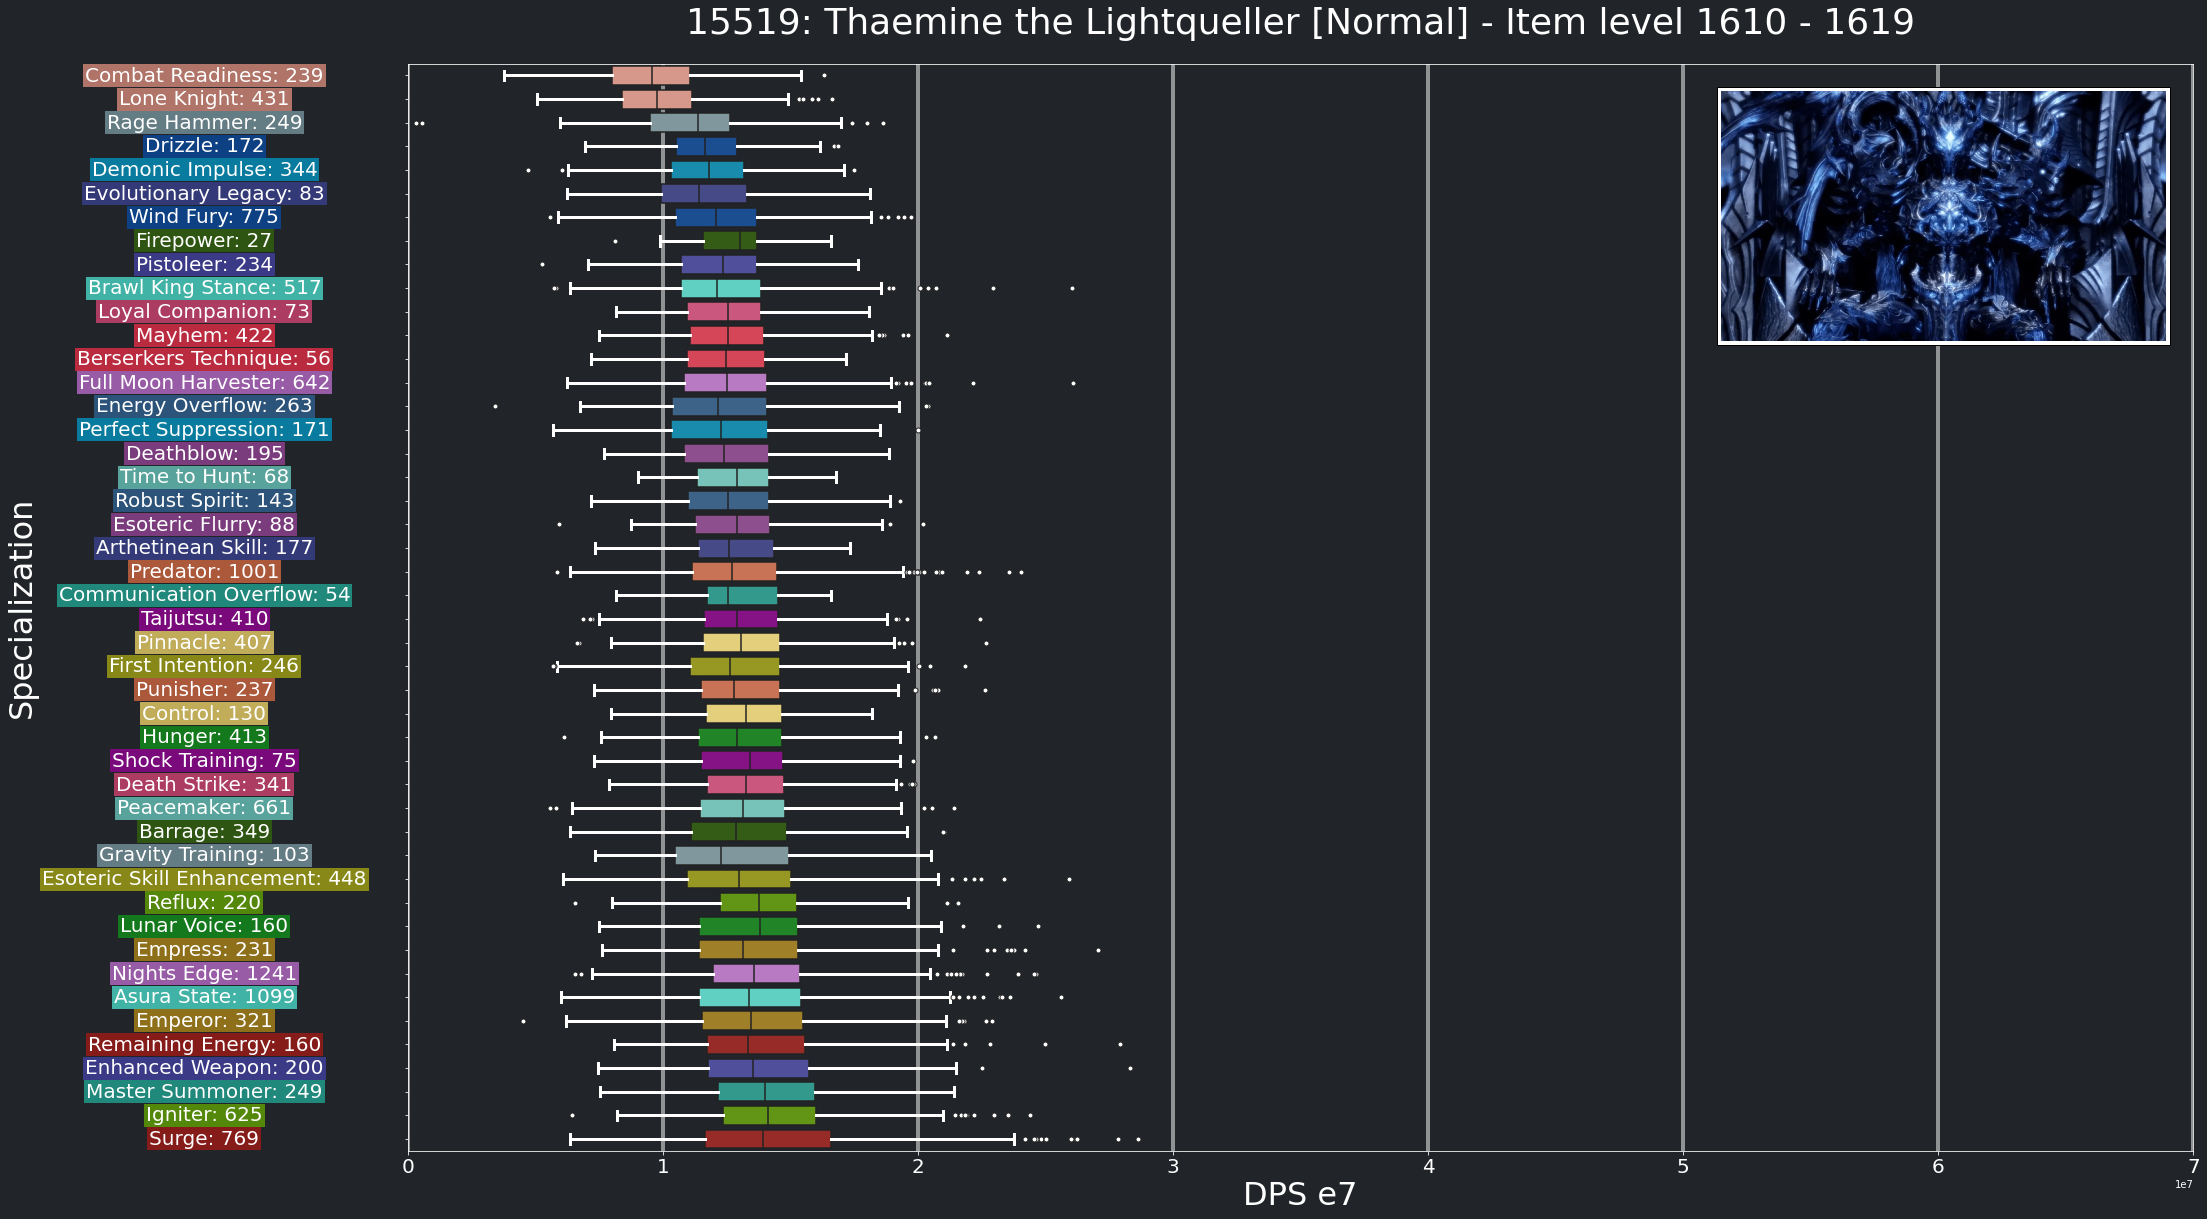 15519: Thaemine the Lightqueller [Normal] - Item level 1610 - 1619
Combat Readiness: 239
Lone Knight: 431
Rage Hammer: 249
Drizzle: 172
Demonic Impulse: 344
Evolutionary Legacy: 83
Wind Fury: 775
Firepower: 27
Pistoleer: 234
Brawl King Stance: 517
Loyal Companion: 73
Mayhem: 422
Berserkers Technique: 56
Full Moon Harvester: 642
Energy Overflow: 263
Perfect Suppression: 171
Deathblow: 195
Time to Hunt: 68
Robust Spirit: 143
Esoteric Flurry: 88
Arthetinean Skill: 177
Predator: 1001
Communication Overflow: 54
Taijutsu: 410
Pinnacle: 407
First Intention: 246
Punisher: 237
Control: 130
Hunger: 413
Shock Training: 75
Death Strike: 341
Peacemaker: 661
Barrage: 349
Gravity Training: 103
Esoteric Skill Enhancement: 448
Reflux: 220
Lunar Voice: 160
Empress: 231
Nights Edge: 1241
Asura State: 1099
Emperor: 321
Remaining Energy: 160
Enhanced Weapon: 200
Master Summoner: 249
Igniter: 625
Surge: 769
Specialization
0 1 2 3 4 5 6 7
1e7
DPS e7